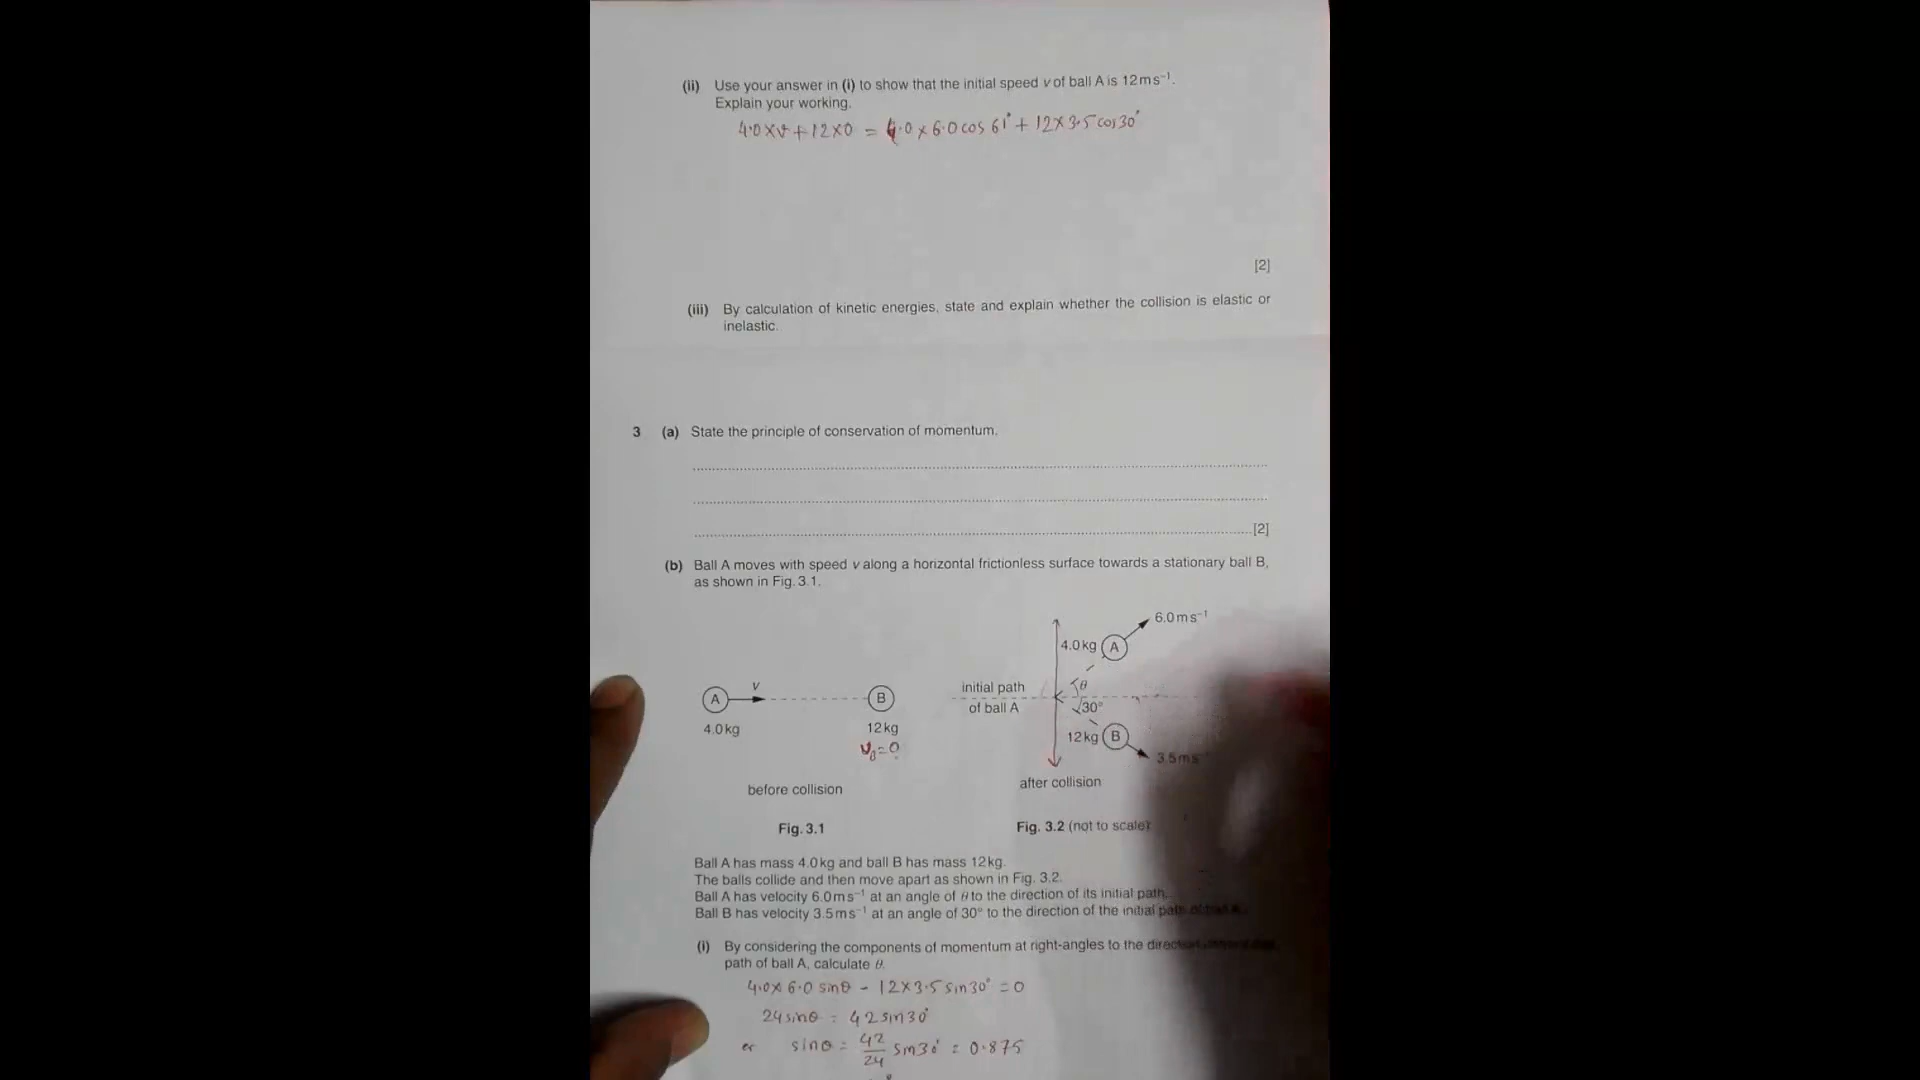 (ii) Use your answer in (i) to show that the initial speed v of ball A is 12 m s⁻¹.
Explain your working.
4.0×v + 12×0 = 4.0 × 6.0 cos 61° + 12 × 3.5 cos 30°
[2]
(iii) By calculation of kinetic energies, state and explain whether the collision is elastic or
inelastic.
3 (a) State the principle of conservation of momentum.
[2]
(b) Ball A moves with speed v along a horizontal frictionless surface towards a stationary ball B,
as shown in Fig. 3.1.
A
v
B
4.0 kg
12 kg
v_B = 0
before collision
Fig. 3.1
6.0 m s⁻¹
4.0 kg A
initial path
of ball A
θ
30°
12 kg B
3.5 m s
after collision
Fig. 3.2 (not to scale)
Ball A has mass 4.0 kg and ball B has mass 12 kg.
The balls collide and then move apart as shown in Fig. 3.2.
Ball A has velocity 6.0 m s⁻¹ at an angle of θ to the direction of its initial path.
Ball B has velocity 3.5 m s⁻¹ at an angle of 30° to the direction of the initial path of ball A.
(i) By considering the components of momentum at right-angles to the
path of ball A, calculate θ.
4.0× 6.0 sinθ - 12×3.5 sin30° = 0
24 sinθ = 42 sin30°
or sinθ = 42/24 sin30° = 0.875